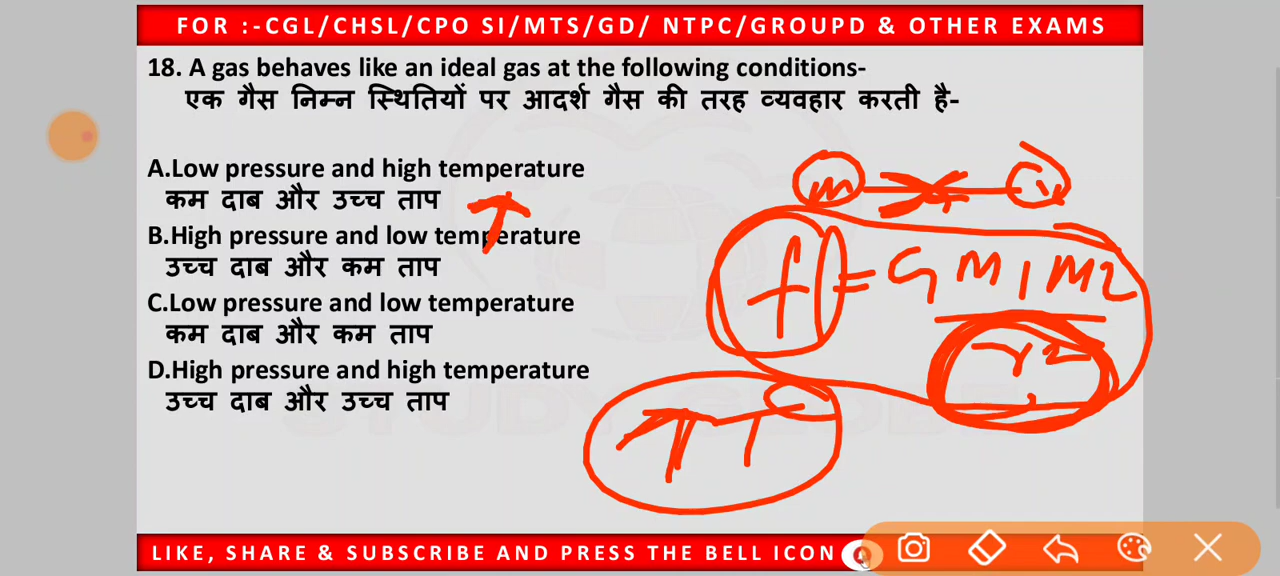 FOR :-CGL/CHSL/CPO SI/MTS/GD/ NTPC/GROUPD & OTHER EXAMS
18. A gas behaves like an ideal gas at the following conditions-
एक गैस निम्न स्थितियों पर आदर्श गैस की तरह व्यवहार करती है-
A.Low pressure and high temperature
कम दाब और उच्च ताप
B.High pressure and low temperature
उच्च दाब और कम ताप
C.Low pressure and low temperature
कम दाब और कम ताप
D.High pressure and high temperature
उच्च दाब और उच्च ताप
m
f = G M1 M2
r2
T T
LIKE, SHARE & SUBSCRIBE AND PRESS THE BELL ICON